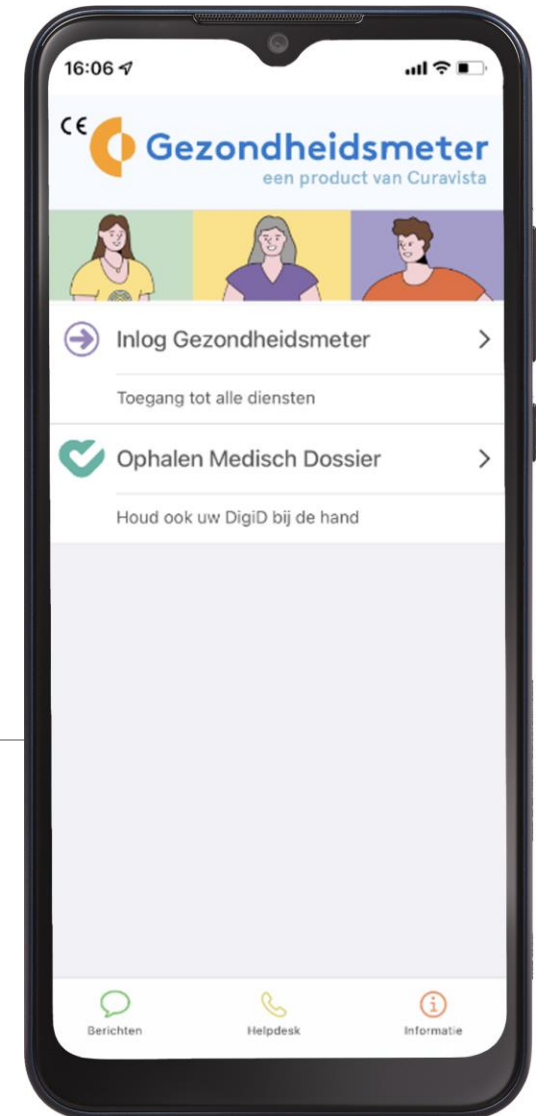 16:06
CE
Gezondheidsmeter
een product van Curavista
Inlog Gezondheidsmeter
Toegang tot alle diensten
Ophalen Medisch Dossier
Houd ook uw DigiD bij de hand
Berichten
Helpdesk
Informatie